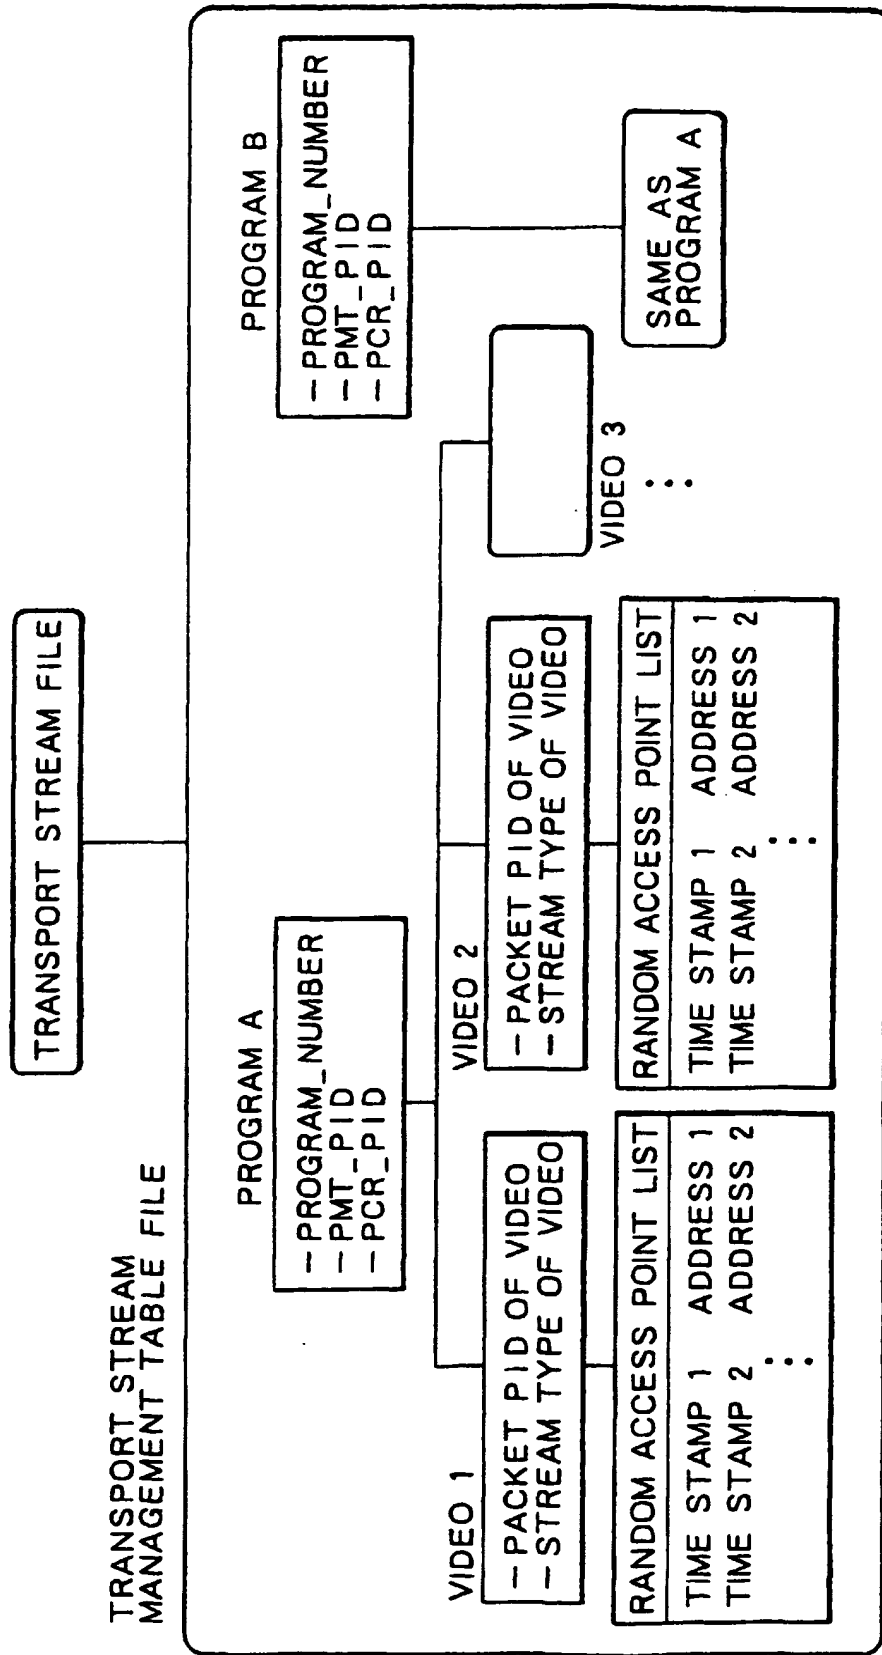 TRANSPORT STREAM FILE
TRANSPORT STREAM
MANAGEMENT TABLE FILE
PROGRAM A
—PROGRAM_NUMBER
—PMT_PID
—PCR_PID
PROGRAM B
—PROGRAM_NUMBER
—PMT_PID
—PCR_PID
VIDEO 1
—PACKET PID OF VIDEO
—STREAM TYPE OF VIDEO
RANDOM ACCESS POINT LIST
TIME STAMP 1 ADDRESS 1
TIME STAMP 2 ADDRESS 2
⋮
VIDEO 2
—PACKET PID OF VIDEO
—STREAM TYPE OF VIDEO
RANDOM ACCESS POINT LIST
TIME STAMP 1 ADDRESS 1
TIME STAMP 2 ADDRESS 2
⋮
VIDEO 3
⋮
SAME AS
PROGRAM A